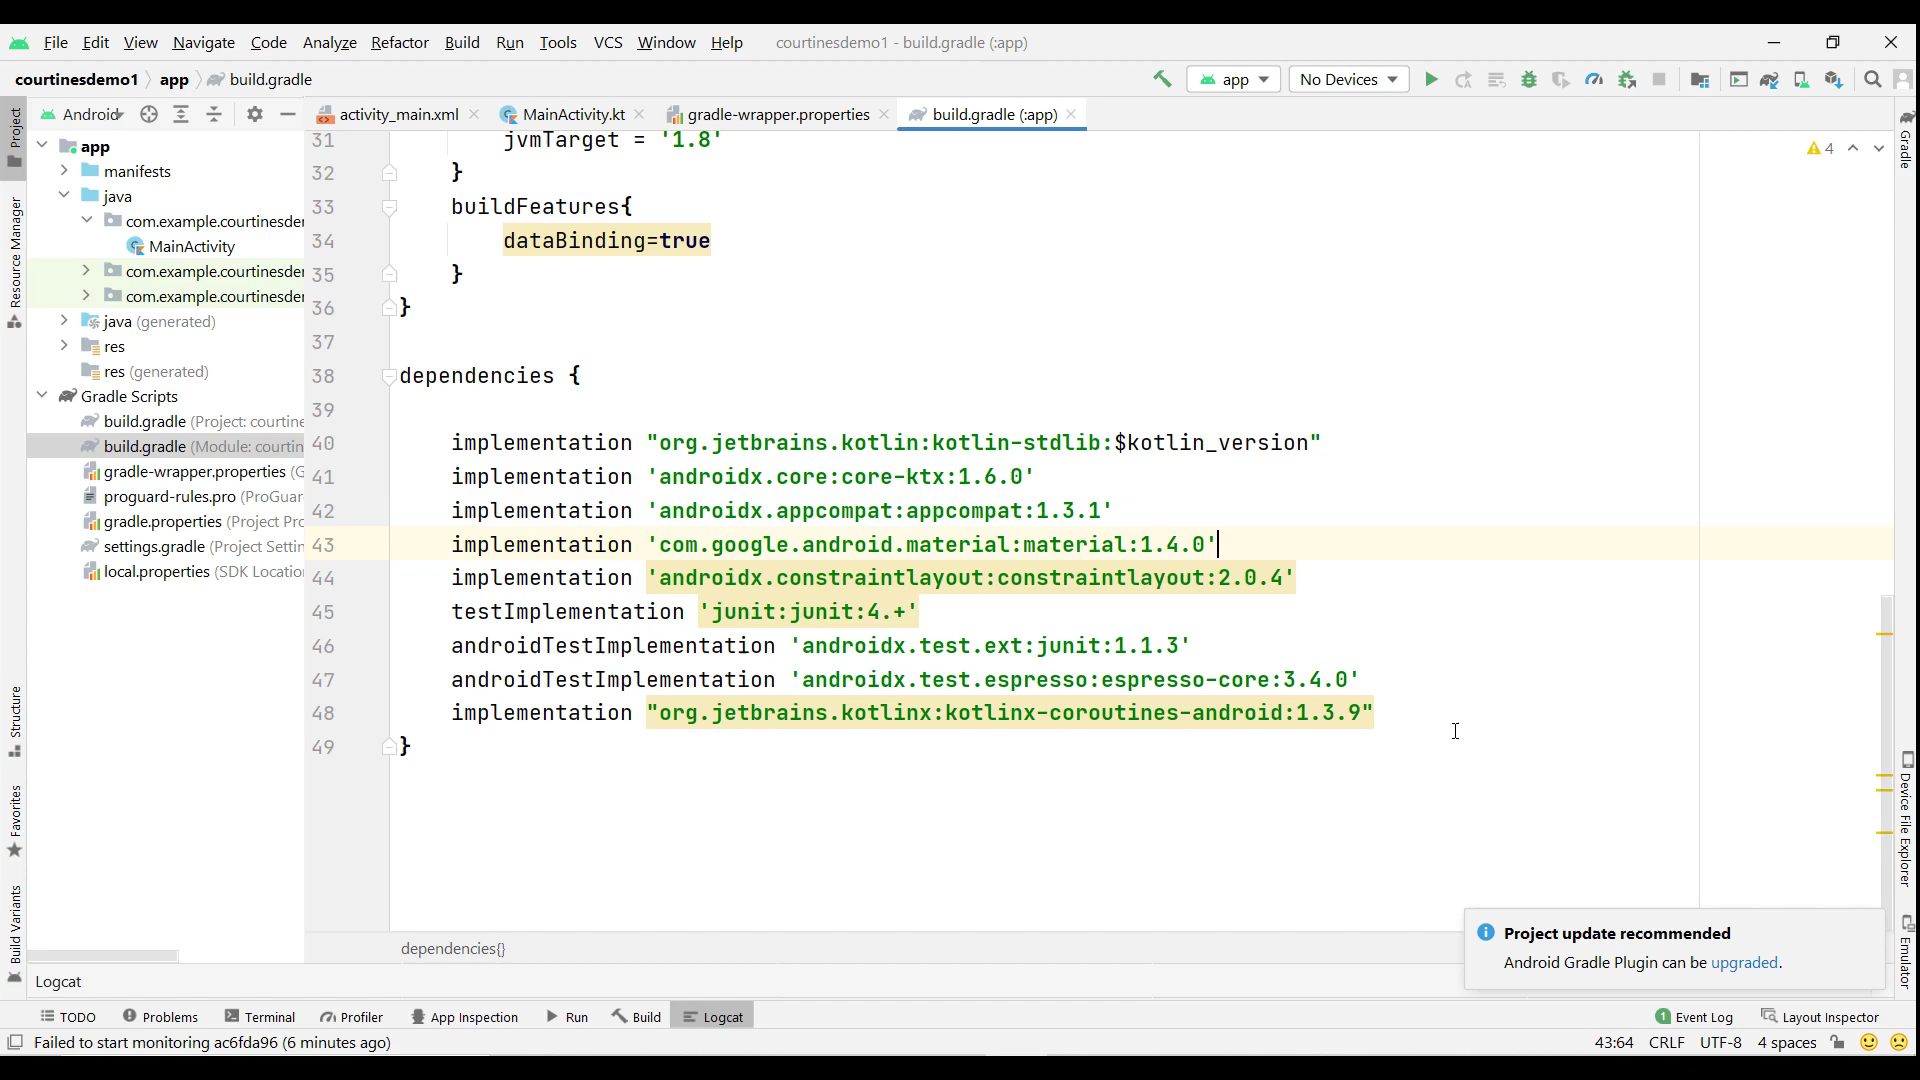 File Edit View Navigate Code Analyze Refactor Build Run Tools VCS Window Help courtinesdemo1 - build.gradle (:app)
courtinesdemo1 app build.gradle
app No Devices
Project
Android
activity_main.xml MainActivity.kt gradle-wrapper.properties build.gradle (:app)
Gradle
4
app
manifests
java
com.example.courtinesder
MainActivity
com.example.courtinesder
com.example.courtinesder
java (generated)
res
res (generated)
Gradle Scripts
build.gradle (Project: courtine
build.gradle (Module: courtin
gradle-wrapper.properties (G
proguard-rules.pro (ProGuar
gradle.properties (Project Pro
settings.gradle (Project Settin
local.properties (SDK Location
Resource Manager
Structure
Favorites
Build Variants
31 jvmTarget = '1.8'
32 }
33 buildFeatures{
34 dataBinding=true
35 }
36 }
37
38 dependencies {
39
40 implementation "org.jetbrains.kotlin:kotlin-stdlib:$kotlin_version"
41 implementation 'androidx.core:core-ktx:1.6.0'
42 implementation 'androidx.appcompat:appcompat:1.3.1'
43 implementation 'com.google.android.material:material:1.4.0'
44 implementation 'androidx.constraintlayout:constraintlayout:2.0.4'
45 testImplementation 'junit:junit:4.+'
46 androidTestImplementation 'androidx.test.ext:junit:1.1.3'
47 androidTestImplementation 'androidx.test.espresso:espresso-core:3.4.0'
48 implementation "org.jetbrains.kotlinx:kotlinx-coroutines-android:1.3.9"
49 }
Device File Explorer
Emulator
dependencies{}
Project update recommended
Android Gradle Plugin can be upgraded.
Logcat
TODO Problems Terminal Profiler App Inspection Run Build Logcat 1 Event Log Layout Inspector
Failed to start monitoring ac6fda96 (6 minutes ago) 43:64 CRLF UTF-8 4 spaces